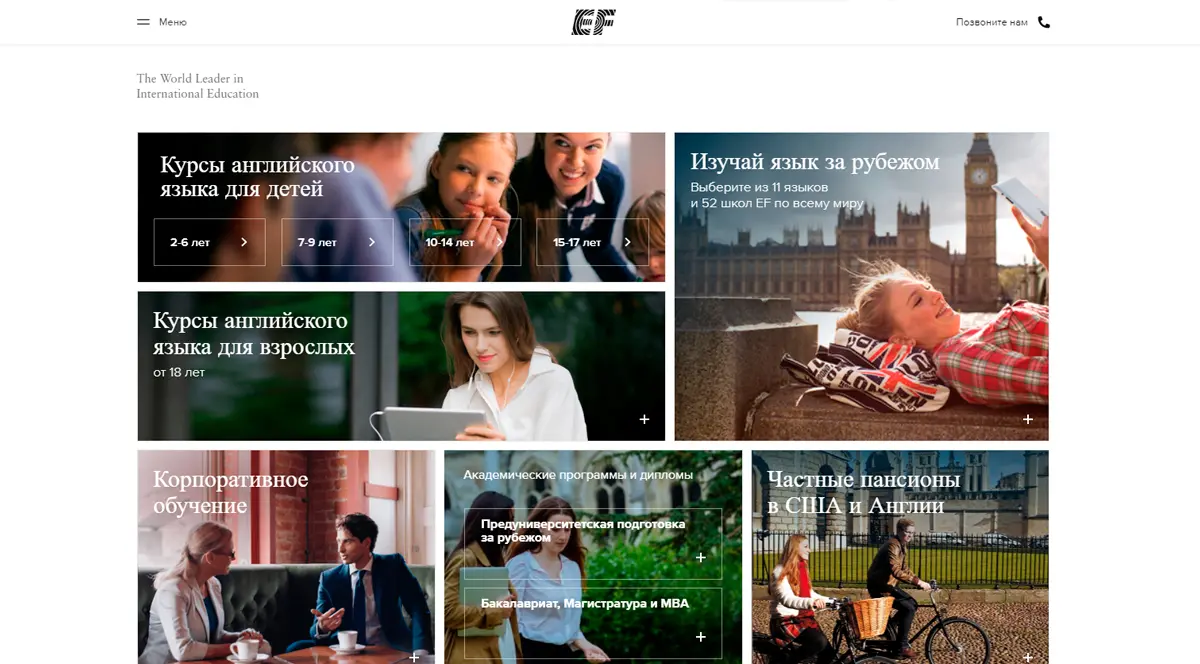 Меню
EF
Позвоните нам
The World Leader in
International Education
Курсы английского
языка для детей
2-6 лет
7-9 лет
10-14 лет
15-17 лет
Изучай язык за рубежом
Выберите из 11 языков
и 52 школ EF по всему миру
Курсы английского
языка для взрослых
от 18 лет
Корпоративное
обучение
Академические программы и дипломы
Предуниверситетская подготовка
за рубежом
Бакалавриат, Магистратура и MBA
Частные пансионы
в США и Англии